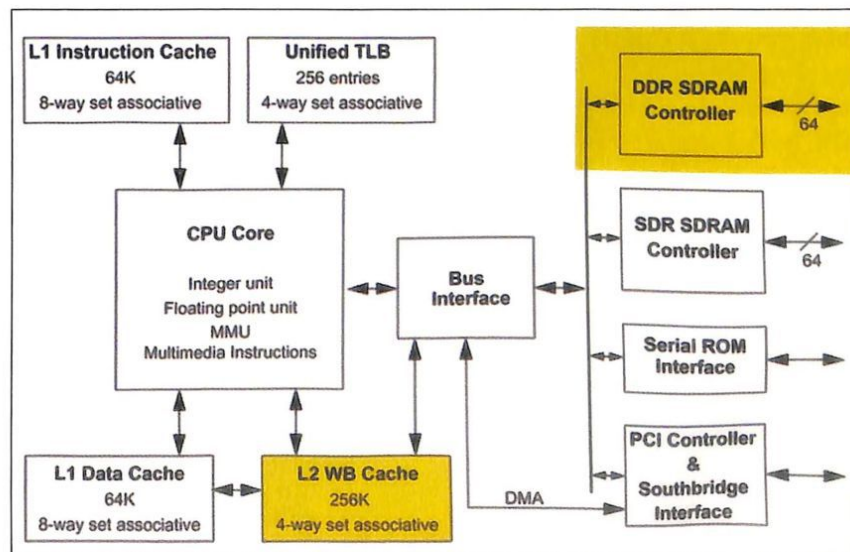 L1 Instruction Cache
64K
8-way set associative
Unified TLB
256 entries
4-way set associative
DDR SDRAM
Controller
64
CPU Core
Integer unit
Floating point unit
MMU
Multimedia Instructions
Bus
Interface
SDR SDRAM
Controller
64
Serial ROM
Interface
L1 Data Cache
64K
8-way set associative
L2 WB Cache
256K
4-way set associative
DMA
PCI Controller
&
Southbridge
Interface